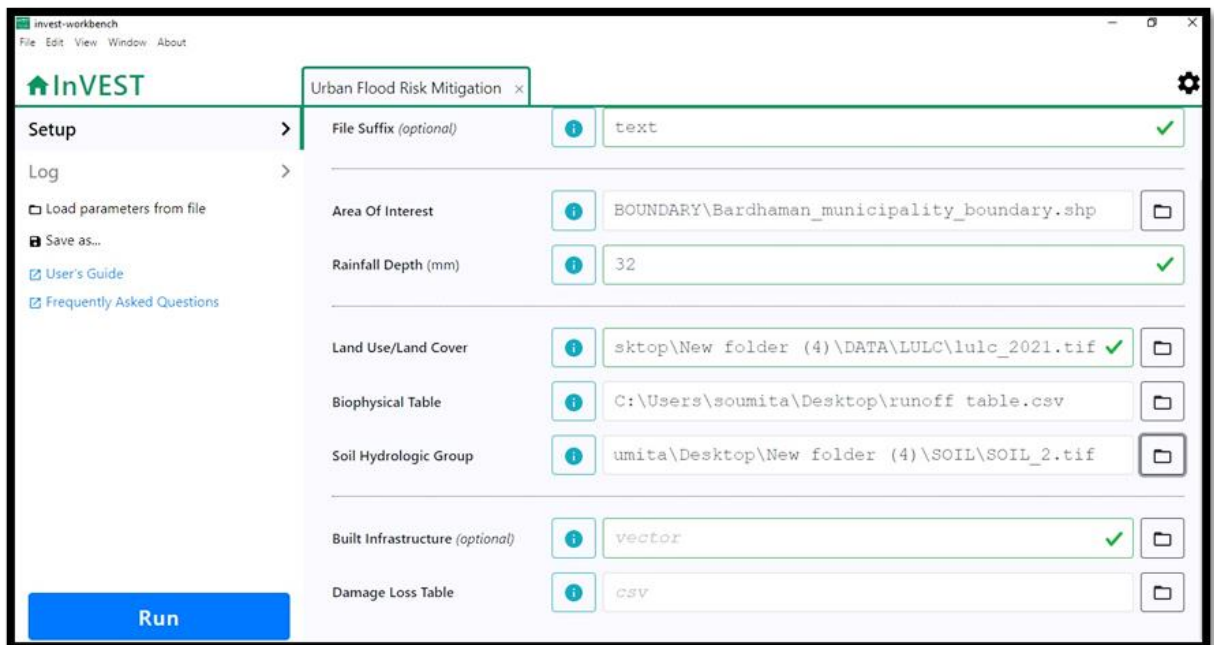 invest-workbench
File Edit View Window About
InVEST
Urban Flood Risk Mitigation ×
Setup
Log
Load parameters from file
Save as...
User's Guide
Frequently Asked Questions
Run
File Suffix (optional) text
Area Of Interest BOUNDARY\Bardhaman_municipality_boundary.shp
Rainfall Depth (mm) 32
Land Use/Land Cover sktop\New folder (4)\DATA\LULC\lulc_2021.tif
Biophysical Table C:\Users\soumita\Desktop\runoff table.csv
Soil Hydrologic Group umita\Desktop\New folder (4)\SOIL\SOIL_2.tif
Built Infrastructure (optional) vector
Damage Loss Table csv